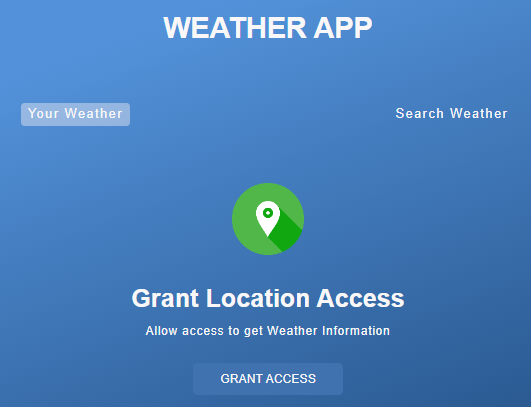 WEATHER APP
Your Weather
Search Weather
Grant Location Access
Allow access to get Weather Information
GRANT ACCESS